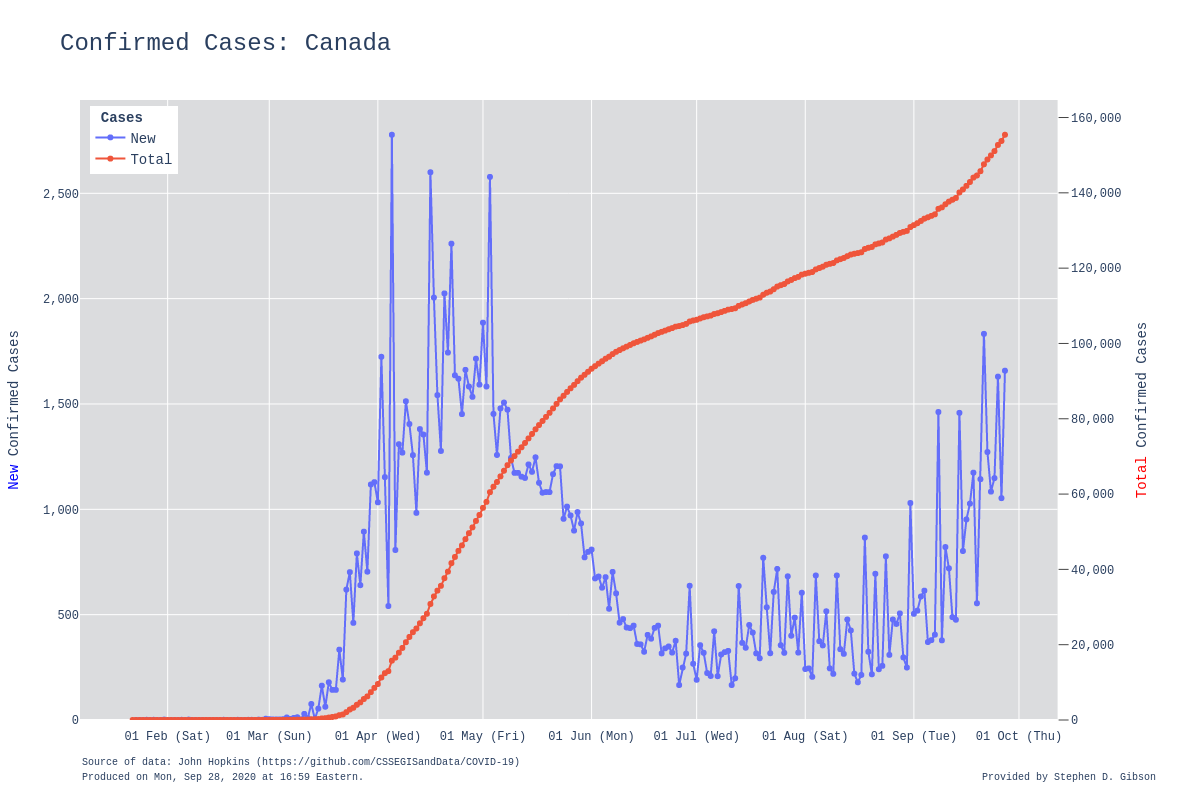 Confirmed Cases: Canada
Cases
New
Total
2,500
2,000
1,500
1,000
500
0
160,000
140,000
120,000
100,000
80,000
60,000
40,000
20,000
0
New Confirmed Cases
Total Confirmed Cases
01 Feb (Sat) 01 Mar (Sun) 01 Apr (Wed) 01 May (Fri) 01 Jun (Mon) 01 Jul (Wed) 01 Aug (Sat) 01 Sep (Tue) 01 Oct (Thu)
Source of data: John Hopkins (https://github.com/CSSEGISandData/COVID-19)
Produced on Mon, Sep 28, 2020 at 16:59 Eastern.
Provided by Stephen D. Gibson